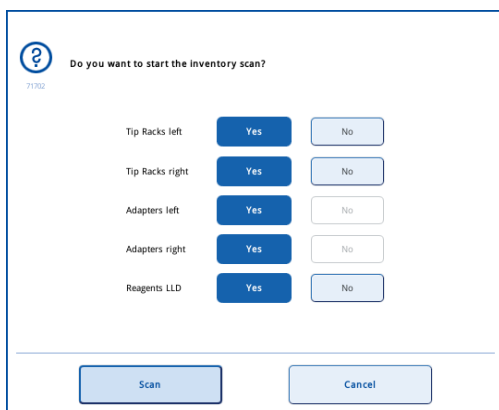 Do you want to start the inventory scan?
71702
Tip Racks left Yes No
Tip Racks right Yes No
Adapters left Yes No
Adapters right Yes No
Reagents LLD Yes No
Scan Cancel